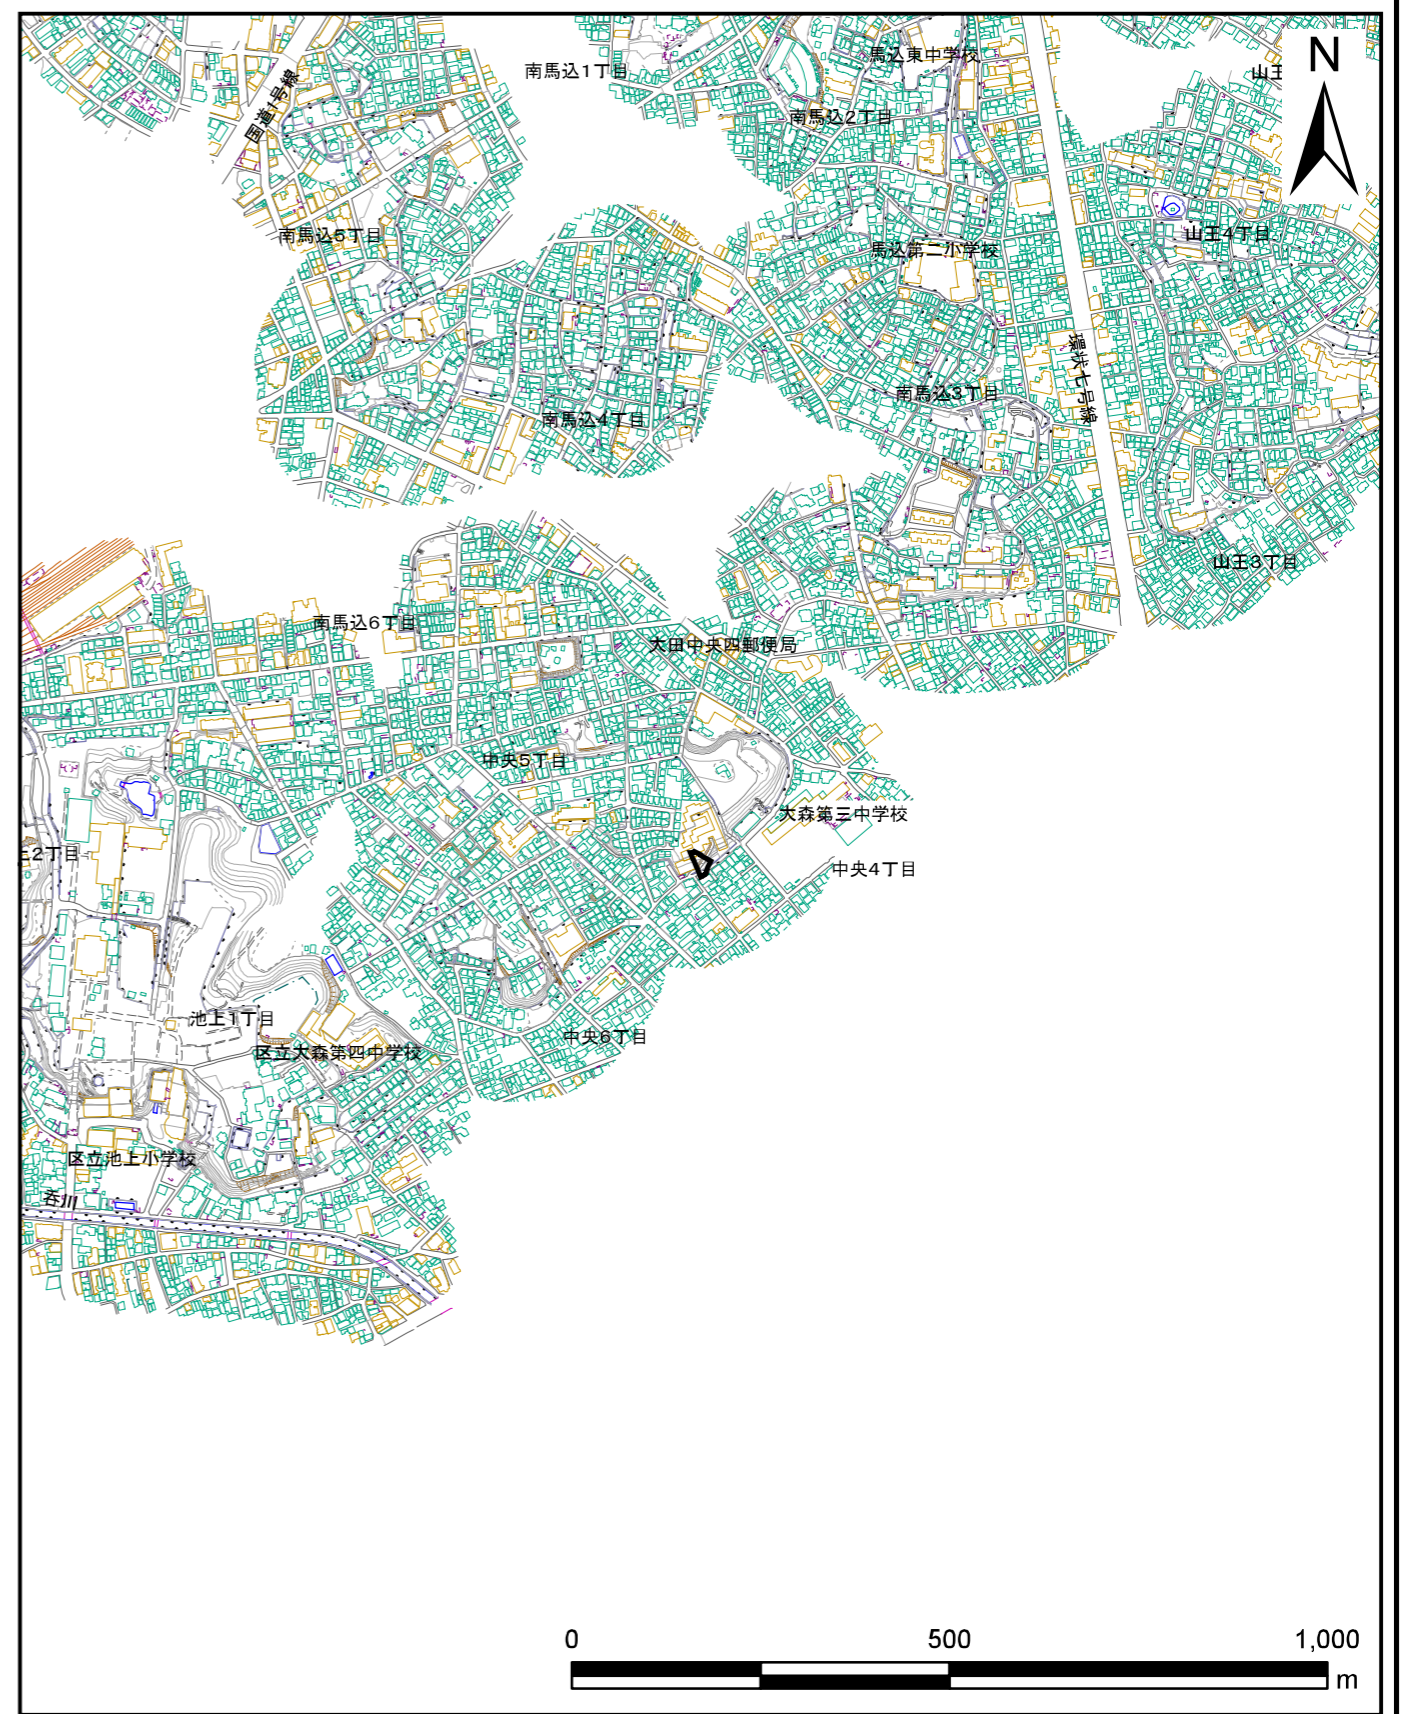 N
馬込東中学校
南馬込1丁目
山王
国道1号線
南馬込2丁目
南馬込5丁目
山王4丁目
馬込第二小学校
環状七号線
南馬込3丁目
南馬込4丁目
山王3丁目
南馬込6丁目
大田中央四郵便局
中央5丁目
大森第三中学校
2丁目
中央4丁目
池上1丁目
中央6丁目
区立大森第四中学校
区立池上小学校
呑川
0 500 1,000
m